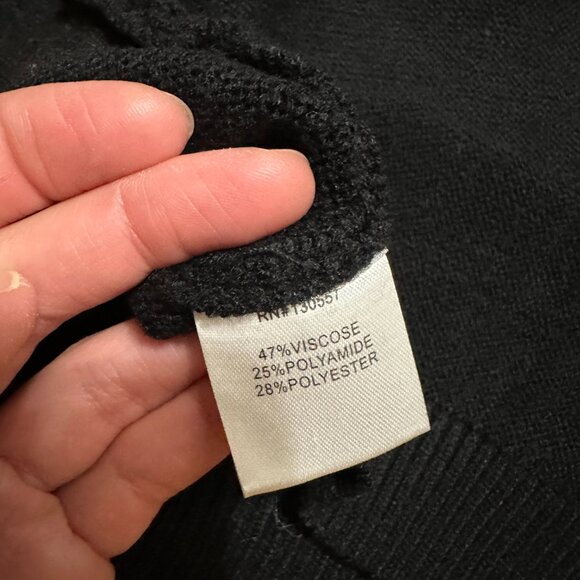 RN#130557
47%VISCOSE
25%POLYAMIDE
28%POLYESTER